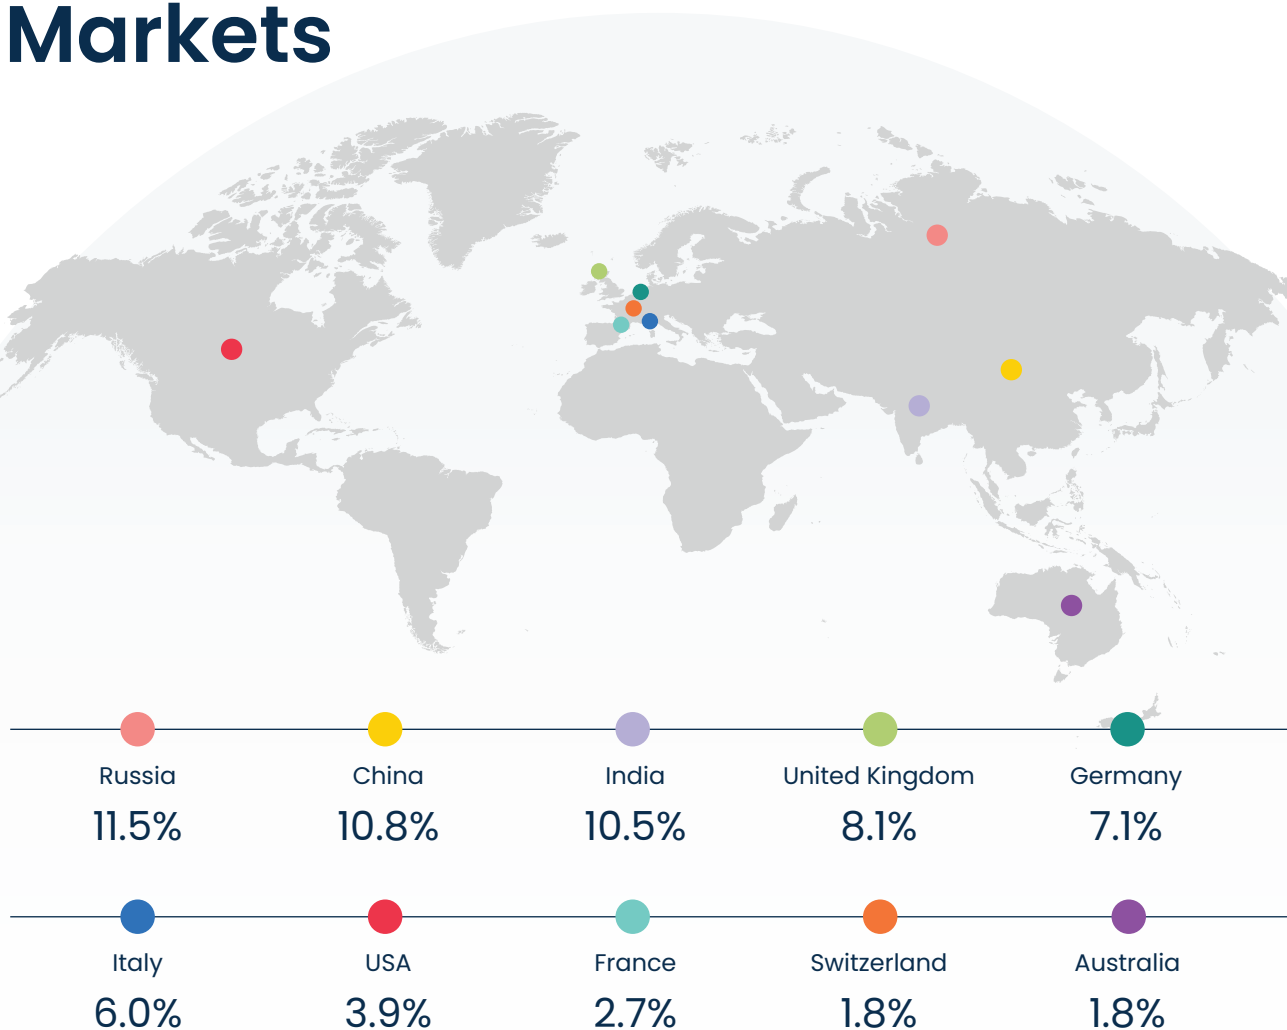 Markets
Russia China India United Kingdom Germany
11.5% 10.8% 10.5% 8.1% 7.1%
Italy USA France Switzerland Australia
6.0% 3.9% 2.7% 1.8% 1.8%